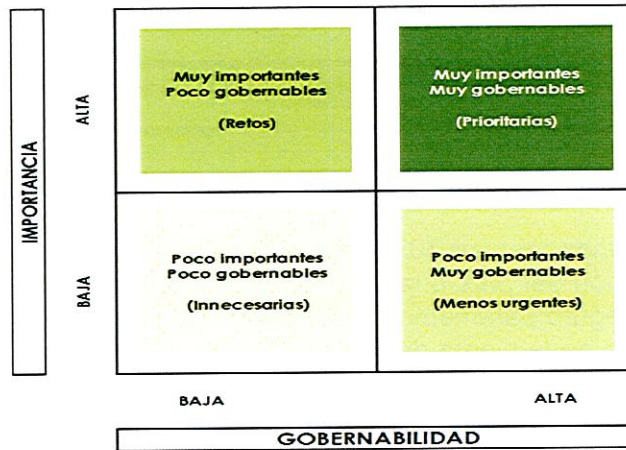 IMPORTANCIA
ALTA
Muy importantes
Poco gobernables
(Retos)
Muy importantes
Muy gobernables
(Prioritarias)
BAJA
Poco importantes
Poco gobernables
(Innecesarias)
Poco importantes
Muy gobernables
(Menos urgentes)
BAJA
ALTA
GOBERNABILIDAD